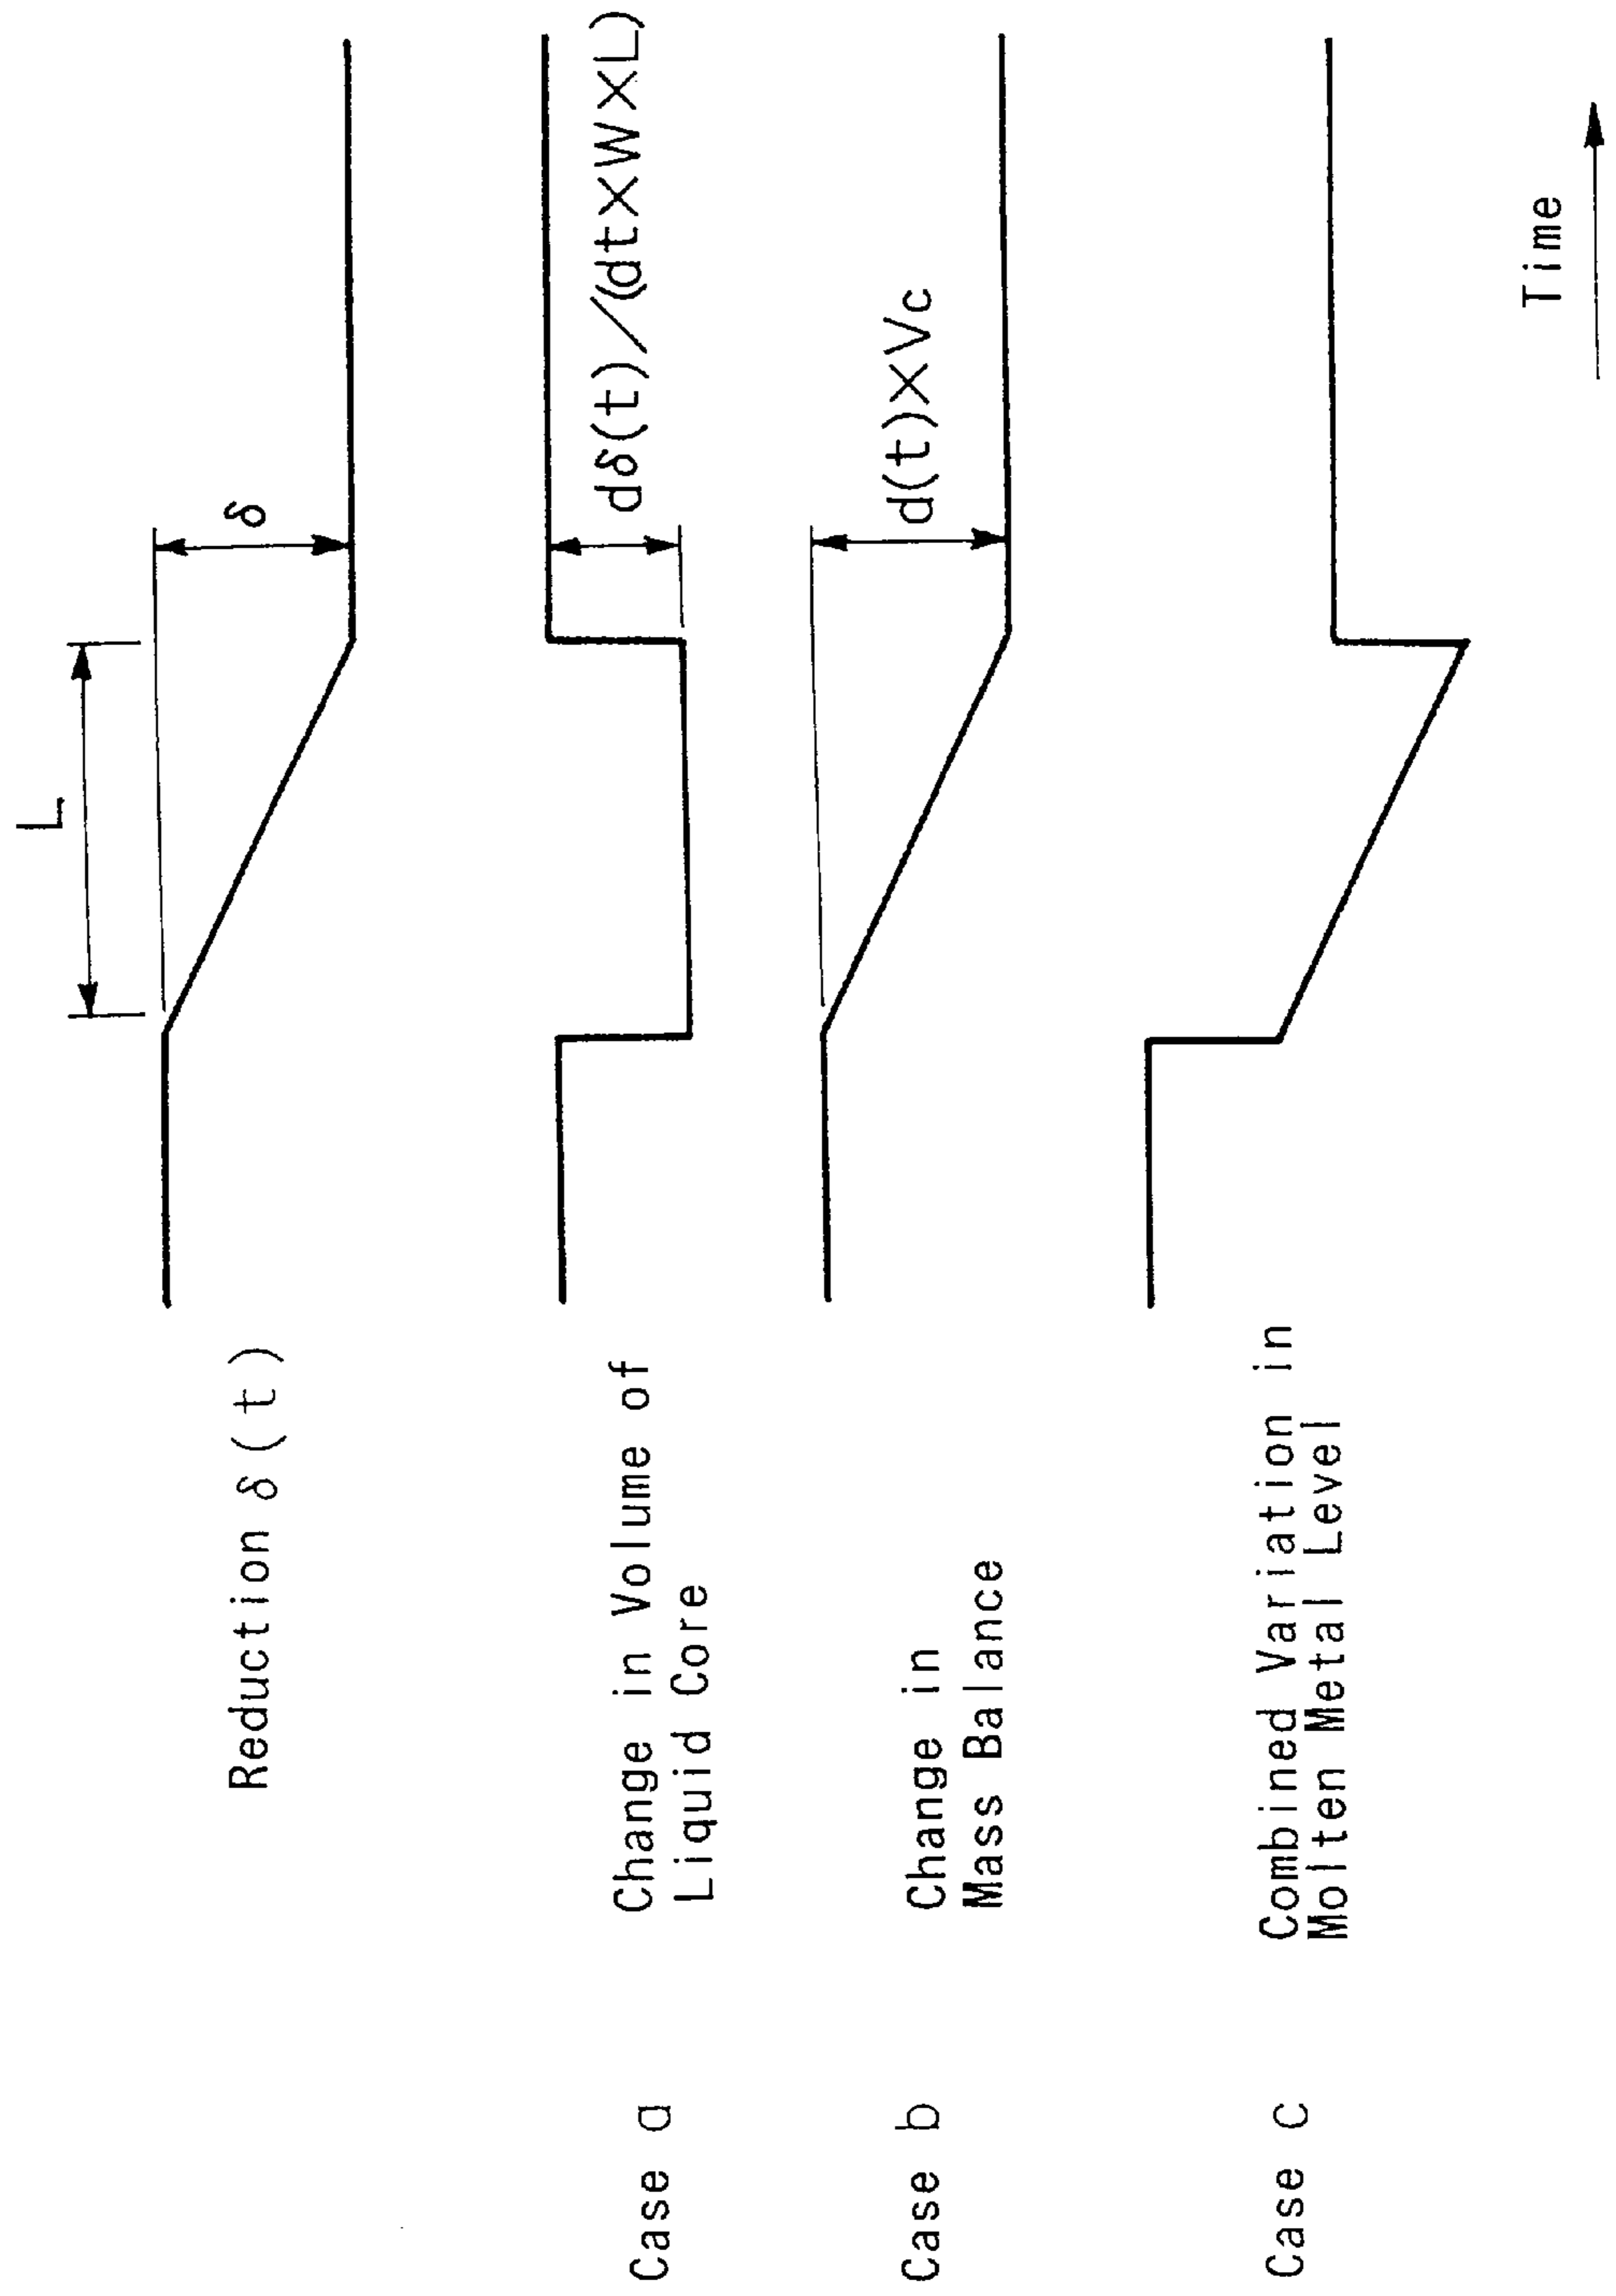 L
δ
Reduction δ(t)
dδ(t)/(dt×W×L)
Case a
Change in Volume of
Liquid Core
d(t)×Vc
Case b
Change in
Mass Balance
Case c
Combined Variation in
Molten Metal Level
Time